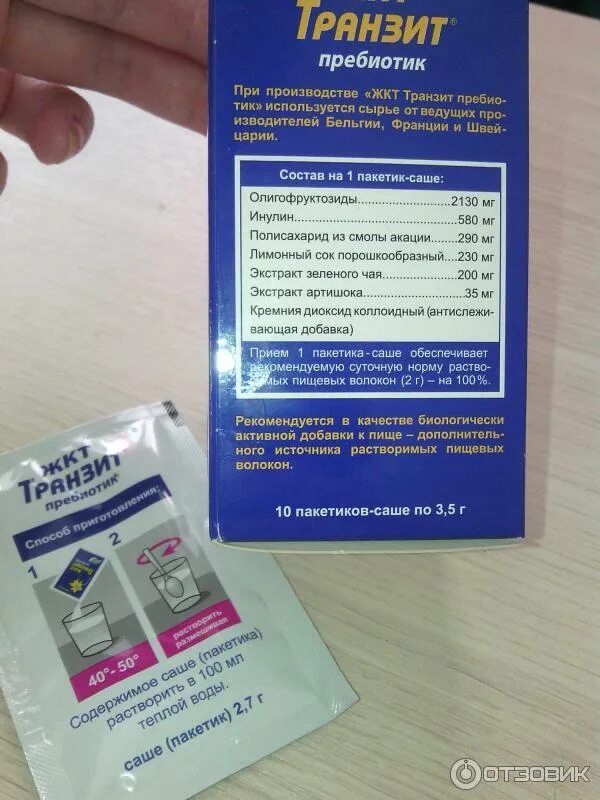 ТРАНЗИТ®
пребиотик
При производстве «ЖКТ Транзит пребио-
тик» используется сырье от ведущих про-
изводителей Бельгии, Франции и Швей-
царии.
Состав на 1 пакетик-саше:
Олигофруктозиды.......................2130 мг
Инулин...........................................580 мг
Полисахарид из смолы акации......290 мг
Лимонный сок порошкообразный....230 мг
Экстракт зеленого чая...................200 мг
Экстракт артишока.........................35 мг
Кремния диоксид коллоидный (антислежи-
вающая добавка)
Прием 1 пакетика-саше обеспечивает
рекомендуемую суточную норму раство-
римых пищевых волокон (2 г) – на 100%.
Рекомендуется в качестве биологически
активной добавки к пище – дополнитель-
ного источника растворимых пищевых
волокон.
10 пакетиков-саше по 3,5 г
ЖКТ
ТРАНЗИТ®
пребиотик
Способ приготовления:
1 2
40°- 50°
растворить
размешивая
Содержимое саше (пакетика)
растворить в 100 мл
теплой воды.
саше (пакетик) 2,7 г
ОТЗОВИК